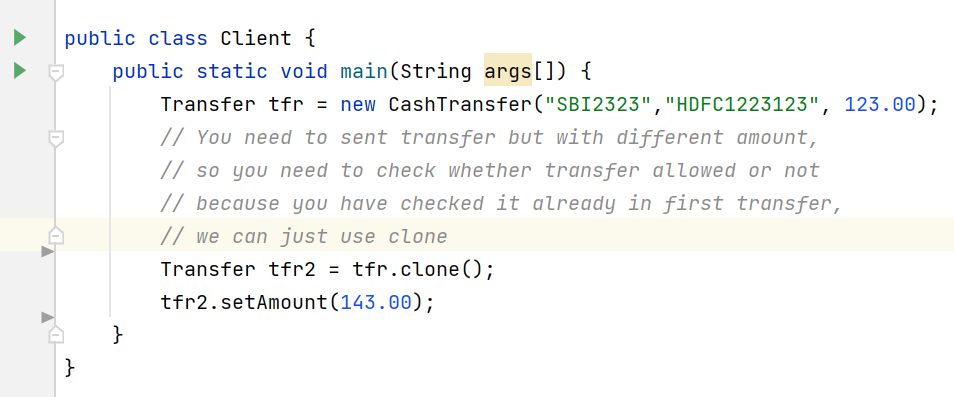 public class Client {
public static void main(String args[]) {
Transfer tfr = new CashTransfer("SBI2323","HDFC1223123", 123.00);
// You need to sent transfer but with different amount,
// so you need to check whether transfer allowed or not
// because you have checked it already in first transfer,
// we can just use clone
Transfer tfr2 = tfr.clone();
tfr2.setAmount(143.00);
}
}